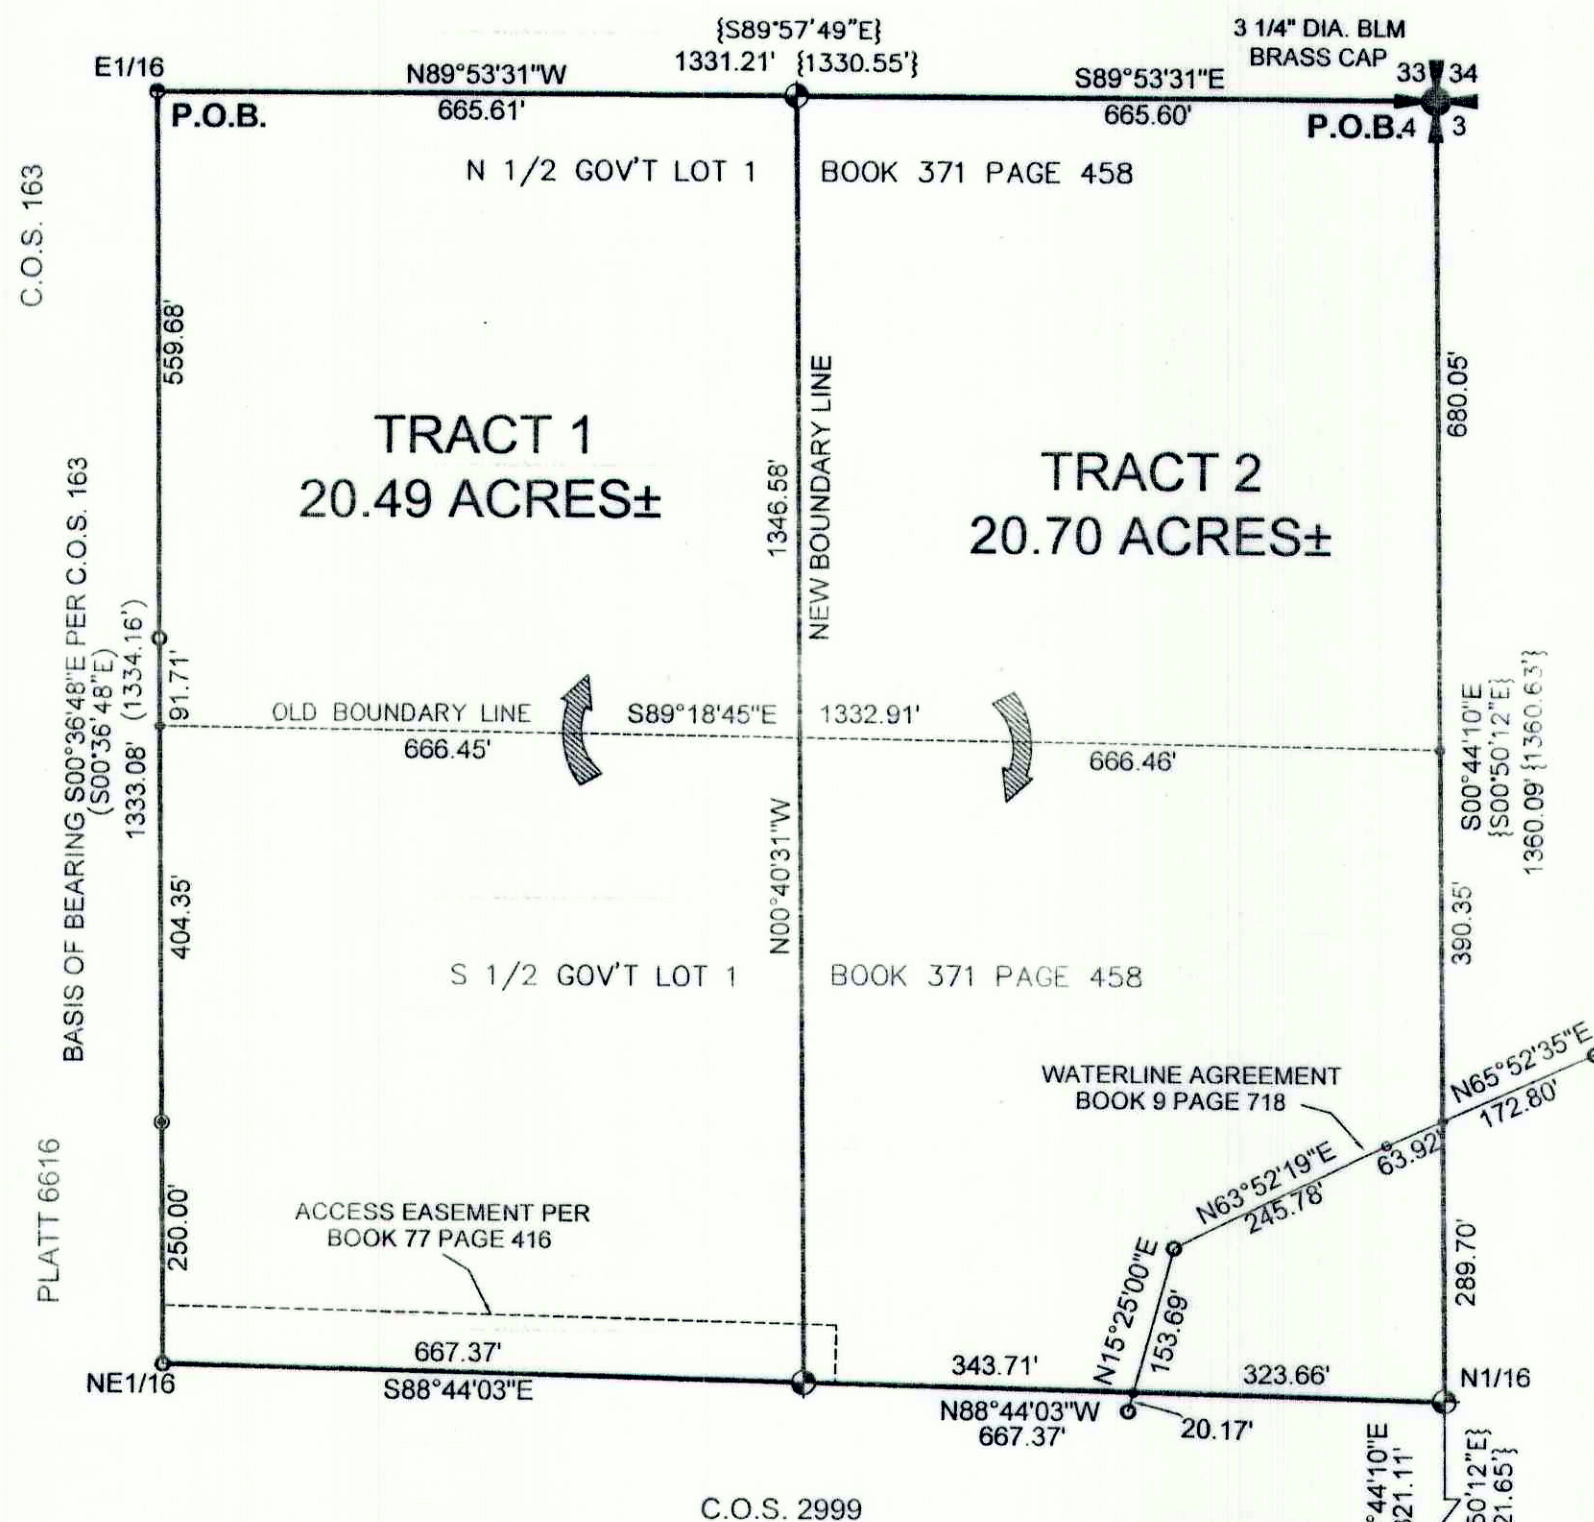 {S89°57'49"E}
1331.21' {1330.55'}
3 1/4" DIA. BLM
BRASS CAP
E1/16
N89°53'31"W
665.61'
S89°53'31"E
665.60'
33 34
4 3
P.O.B.
P.O.B.
N 1/2 GOV'T LOT 1
BOOK 371 PAGE 458
C.O.S. 163
559.68'
680.05'
NEW BOUNDARY LINE
1346.58'
TRACT 1
20.49 ACRES±
TRACT 2
20.70 ACRES±
BASIS OF BEARING S00°36'48"E PER C.O.S. 163
(S00°36'48"E)
1333.08' (1334.16')
91.71'
OLD BOUNDARY LINE
S89°18'45"E
1332.91'
666.45'
666.46'
S00°44'10"E
{S00°50'12"E}
1360.09' {1360.63'}
N00°40'31"W
404.35'
390.35'
S 1/2 GOV'T LOT 1
BOOK 371 PAGE 458
WATERLINE AGREEMENT
BOOK 9 PAGE 718
N65°52'35"E
172.80'
63.92'
N63°52'19"E
245.78'
PLATT 6616
250.00'
ACCESS EASEMENT PER
BOOK 77 PAGE 416
N15°25'00"E
153.69'
289.70'
667.37'
S88°44'03"E
NE1/16
343.71'
323.66'
N1/16
N88°44'03"W
667.37'
20.17'
°44'10"E
321.11'
50'12"E}
21.65'}
C.O.S. 2999